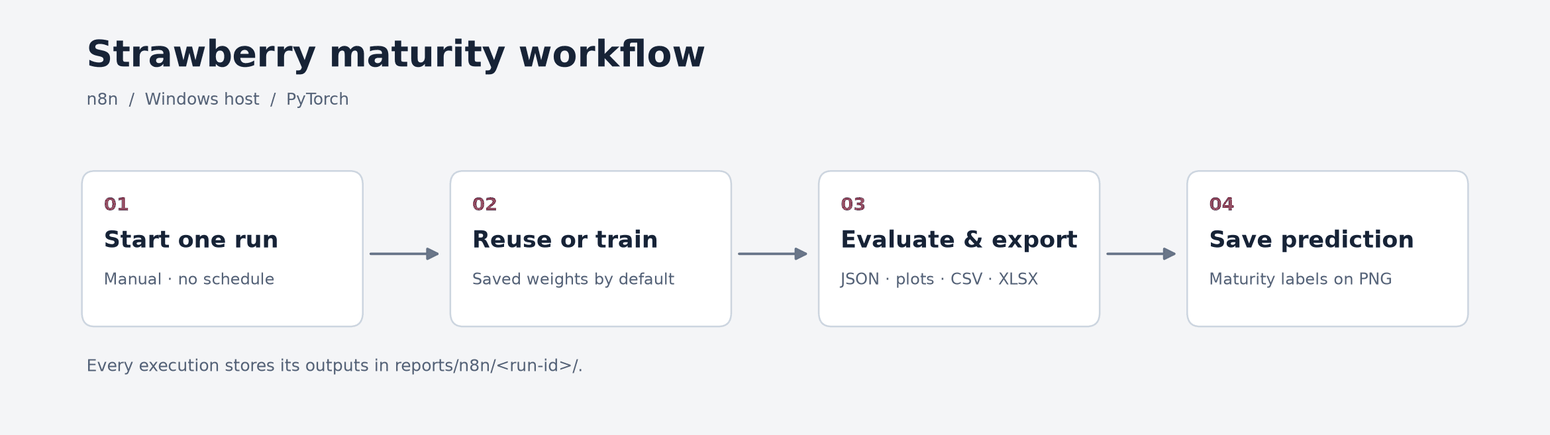 Strawberry maturity workflow
n8n / Windows host / PyTorch
01
Start one run
Manual · no schedule
02
Reuse or train
Saved weights by default
03
Evaluate & export
JSON · plots · CSV · XLSX
04
Save prediction
Maturity labels on PNG
Every execution stores its outputs in reports/n8n/<run-id>/.